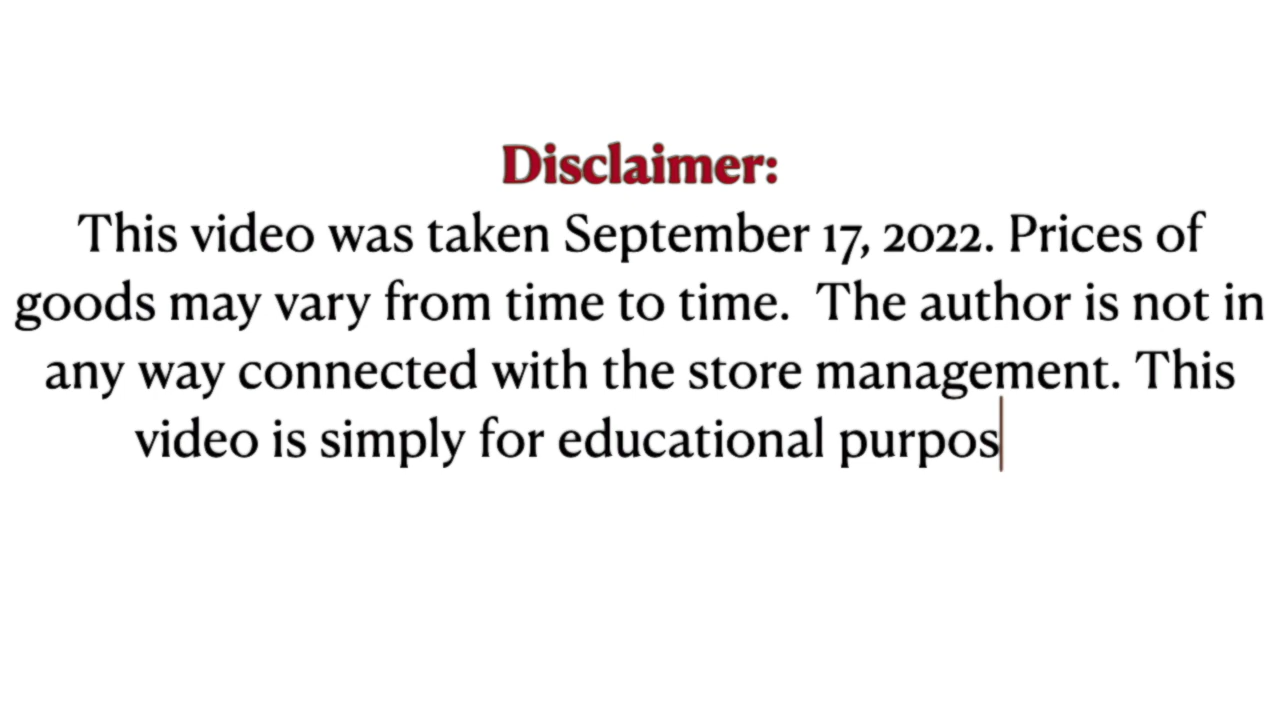 Disclaimer:
This video was taken September 17, 2022. Prices of
goods may vary from time to time.  The author is not in
any way connected with the store management. This
video is simply for educational purpos